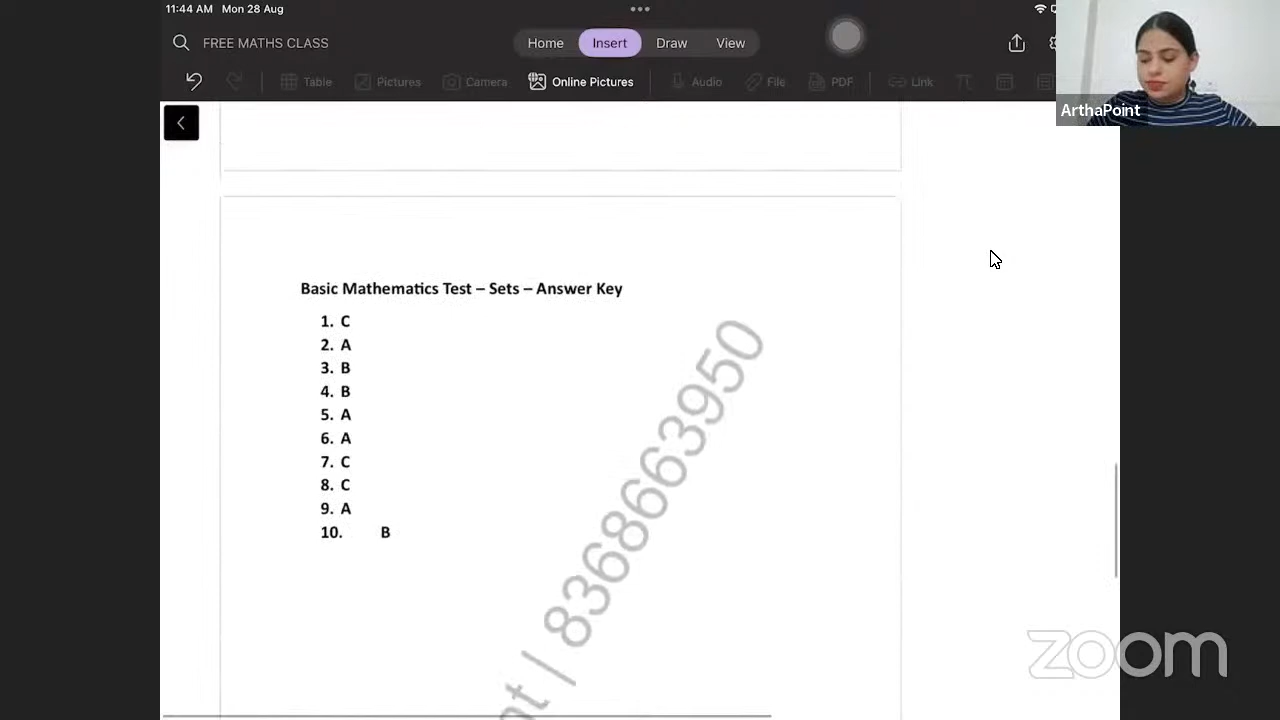 11:44 AM Mon 28 Aug
FREE MATHS CLASS
Home Insert Draw View
Table Pictures Camera Online Pictures Audio File PDF Link
ArthaPoint
Basic Mathematics Test – Sets – Answer Key
1. C
2. A
3. B
4. B
5. A
6. A
7. C
8. C
9. A
10. B
nt | 8368663950
zoom